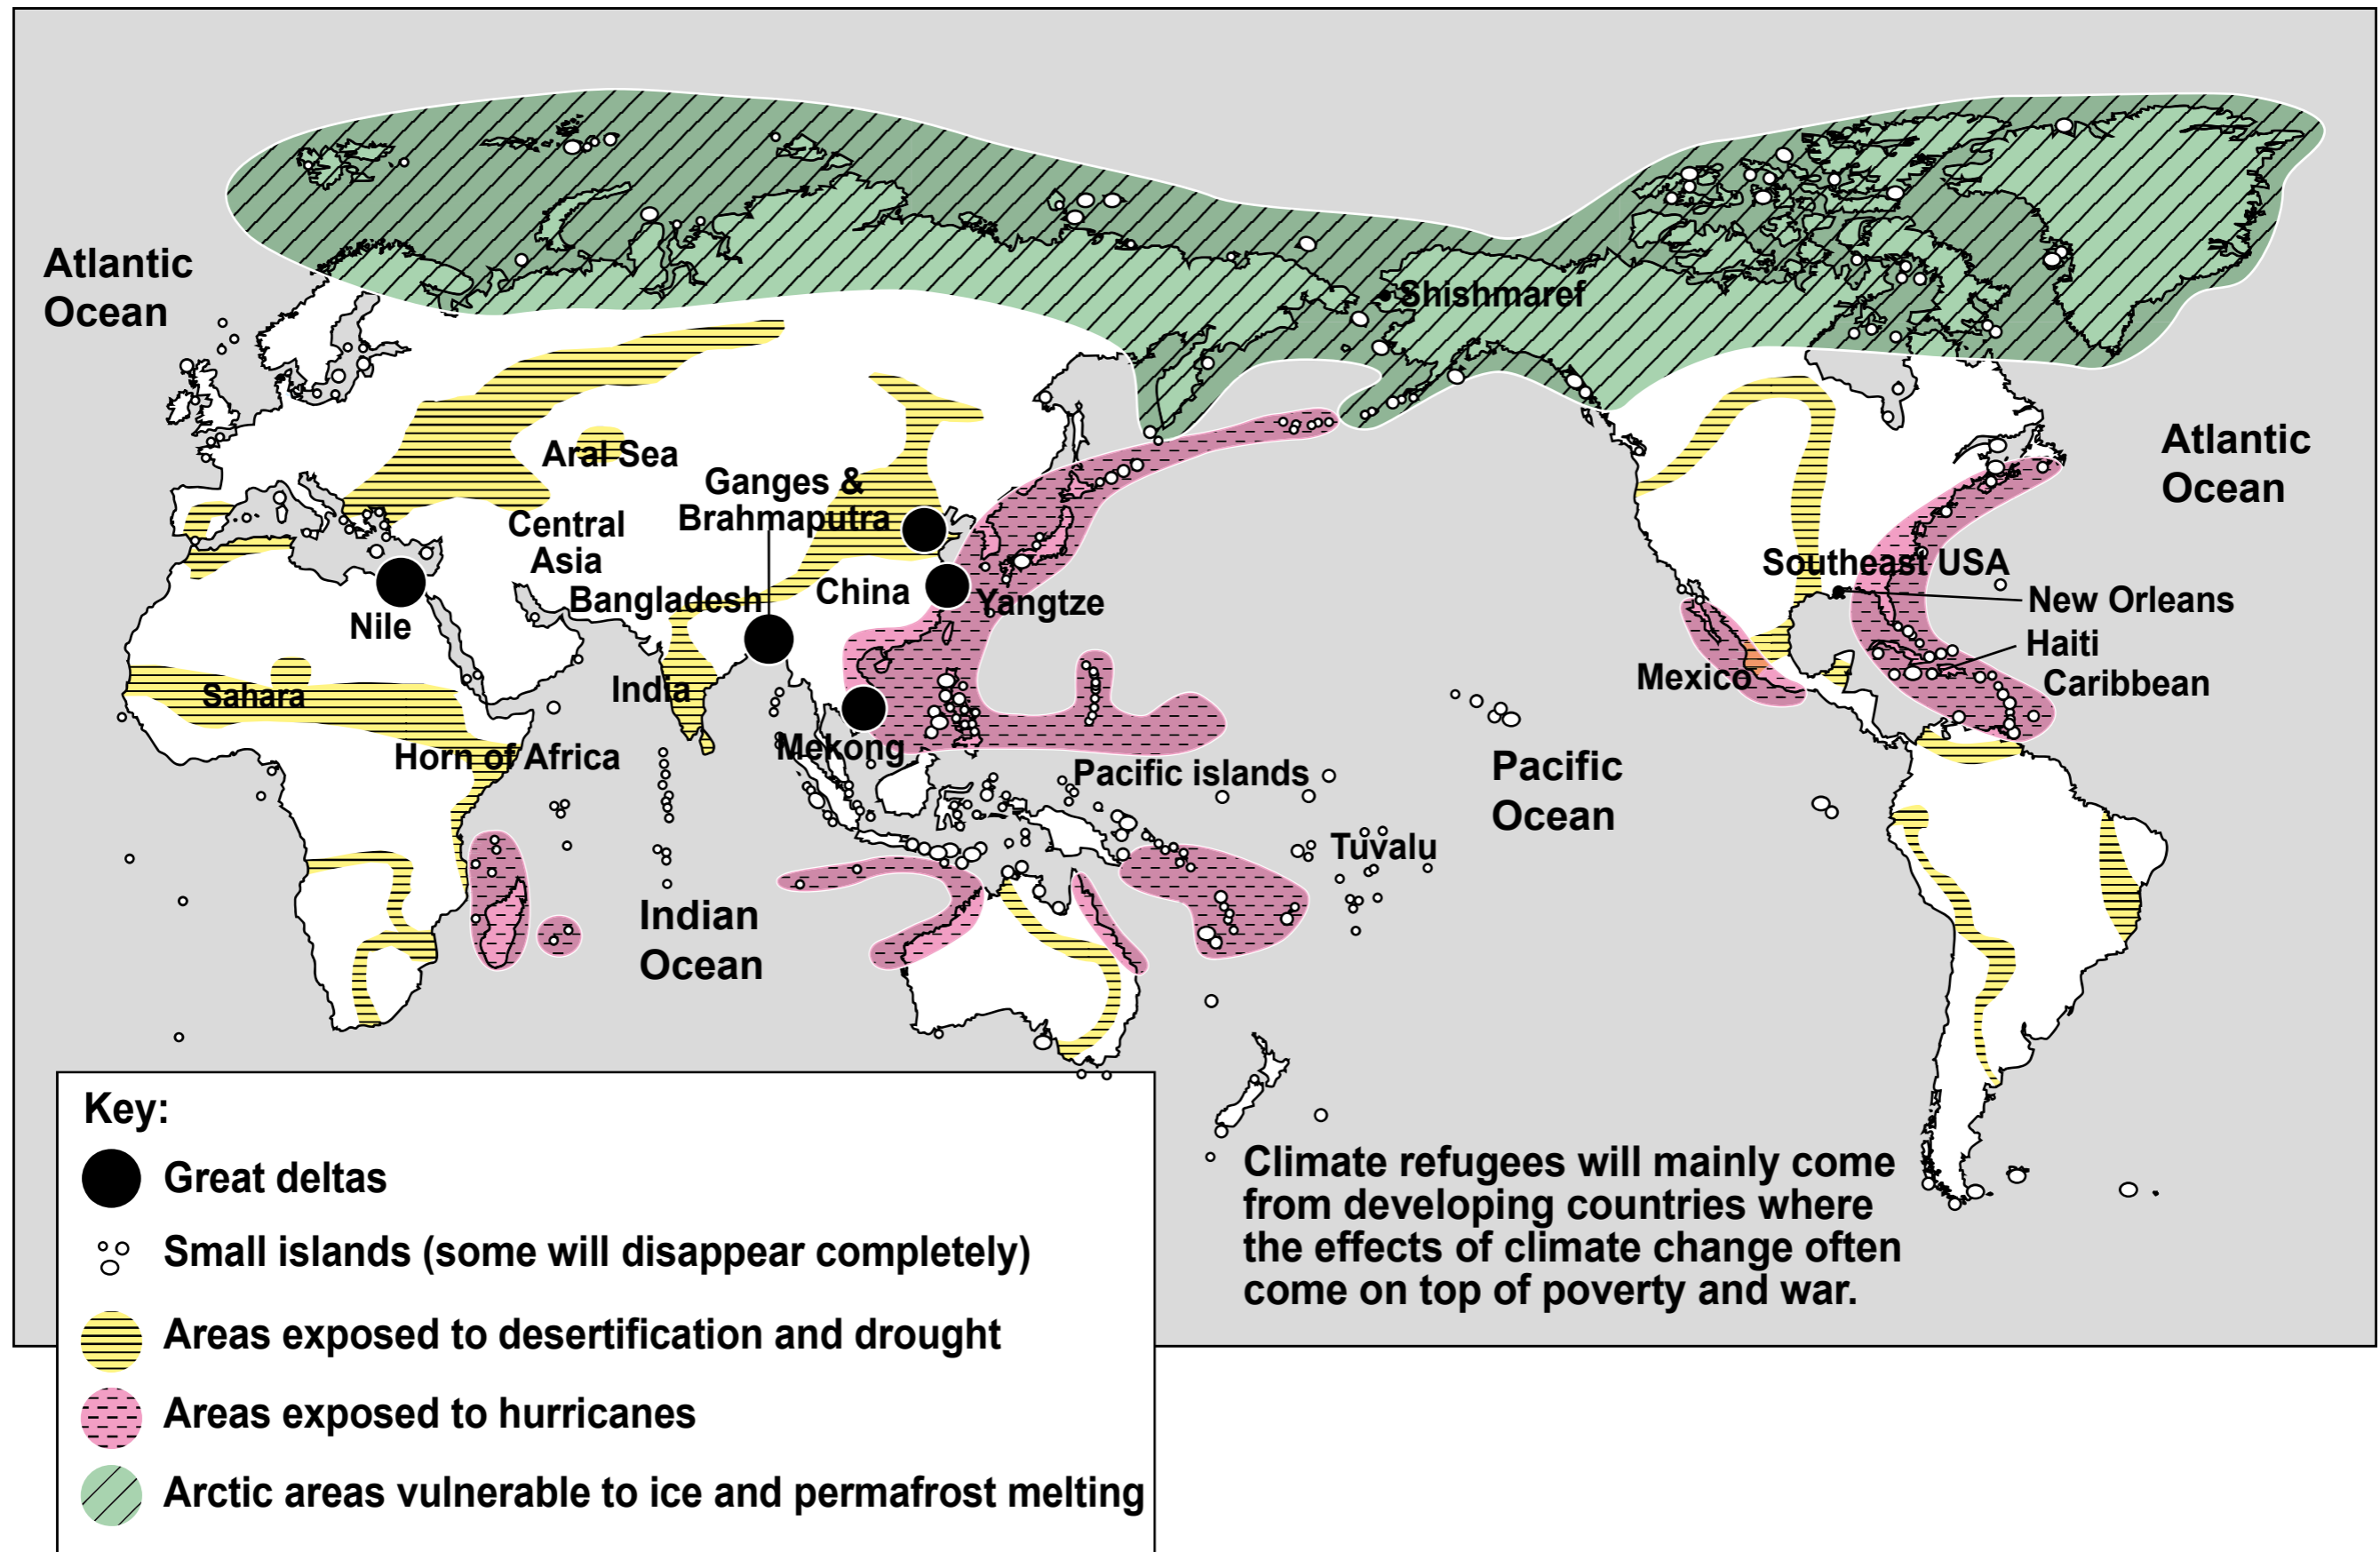 Atlantic
Ocean
Shishmaref
Atlantic
Ocean
Aral Sea
Ganges &
Brahmaputra
Central
Asia
Bangladesh
China
Yangtze
Southeast USA
New Orleans
Haiti
Caribbean
Mexico
Nile
Sahara
India
Horn of Africa
Mekong
Pacific islands
Pacific
Ocean
Tuvalu
Indian
Ocean
Key:
Great deltas
Small islands (some will disappear completely)
Areas exposed to desertification and drought
Areas exposed to hurricanes
Arctic areas vulnerable to ice and permafrost melting
Climate refugees will mainly come
from developing countries where
the effects of climate change often
come on top of poverty and war.